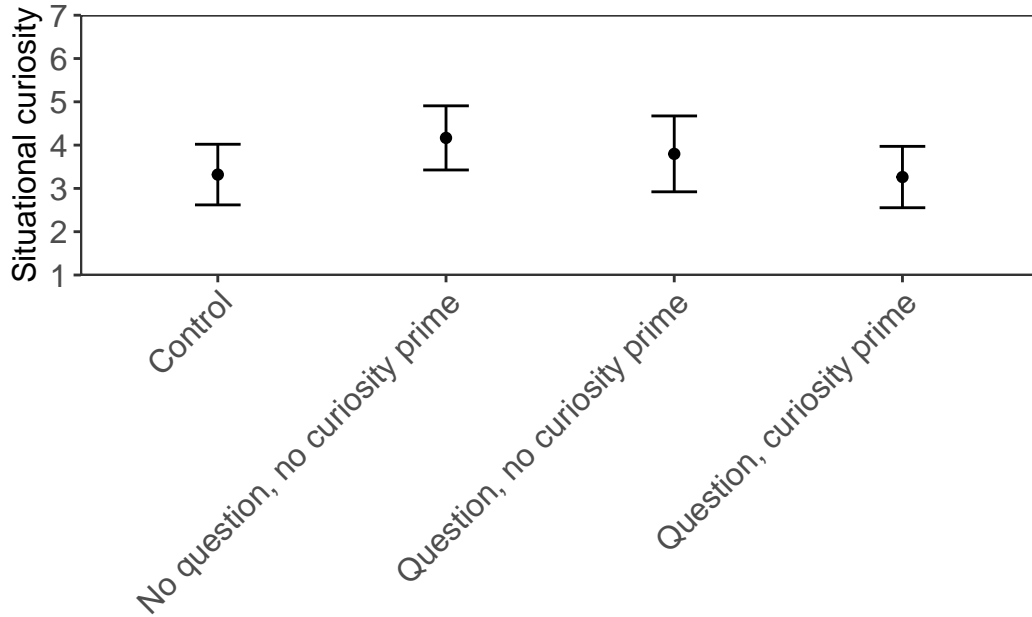 Situational curiosity
7
6
5
4
3
2
1
Control
No question, no curiosity prime
Question, no curiosity prime
Question, curiosity prime